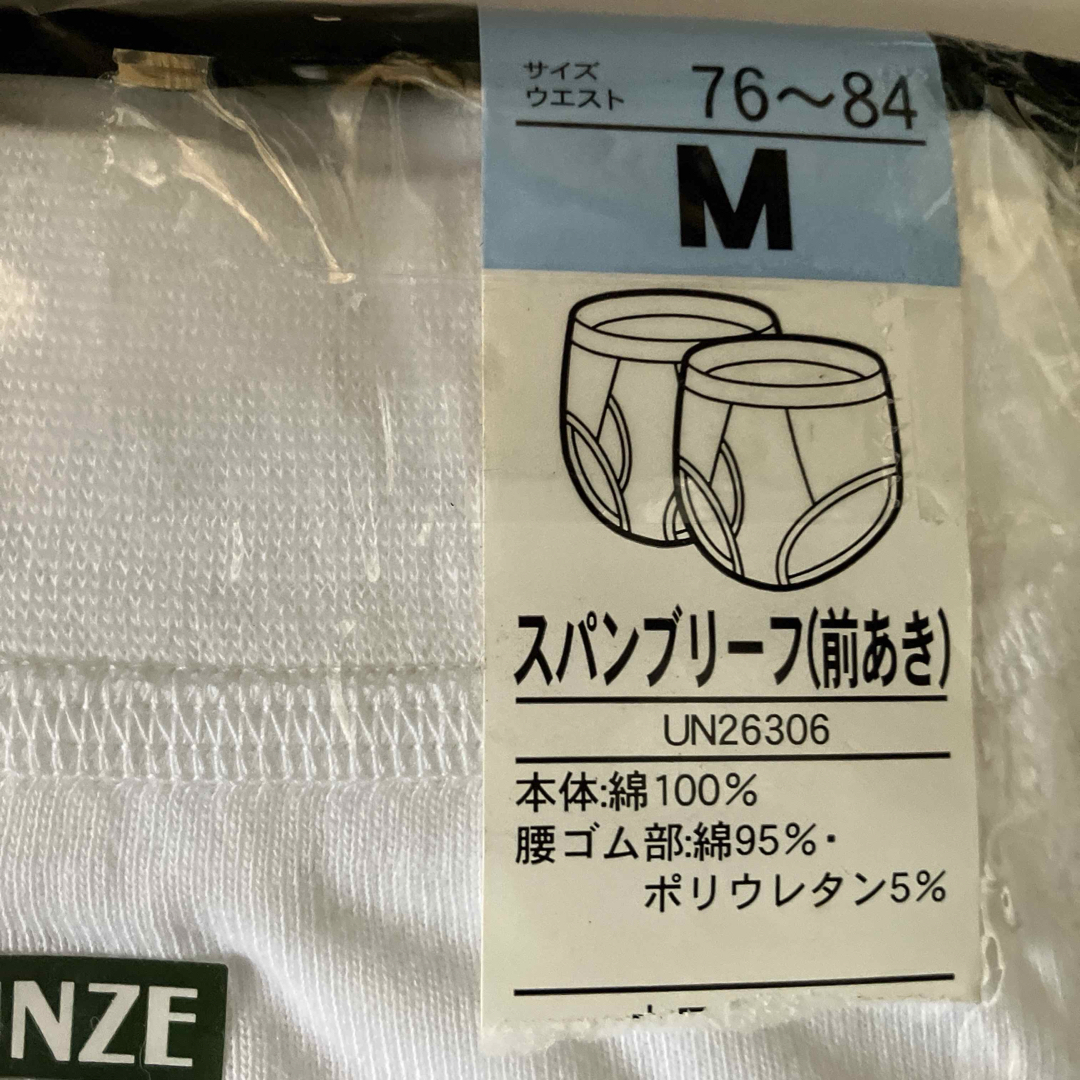 サイズ
ウエスト
76～84
M
スパンブリーフ(前あき)
UN26306
本体:綿100%
腰ゴム部:綿95%・
ポリウレタン5%
NZE